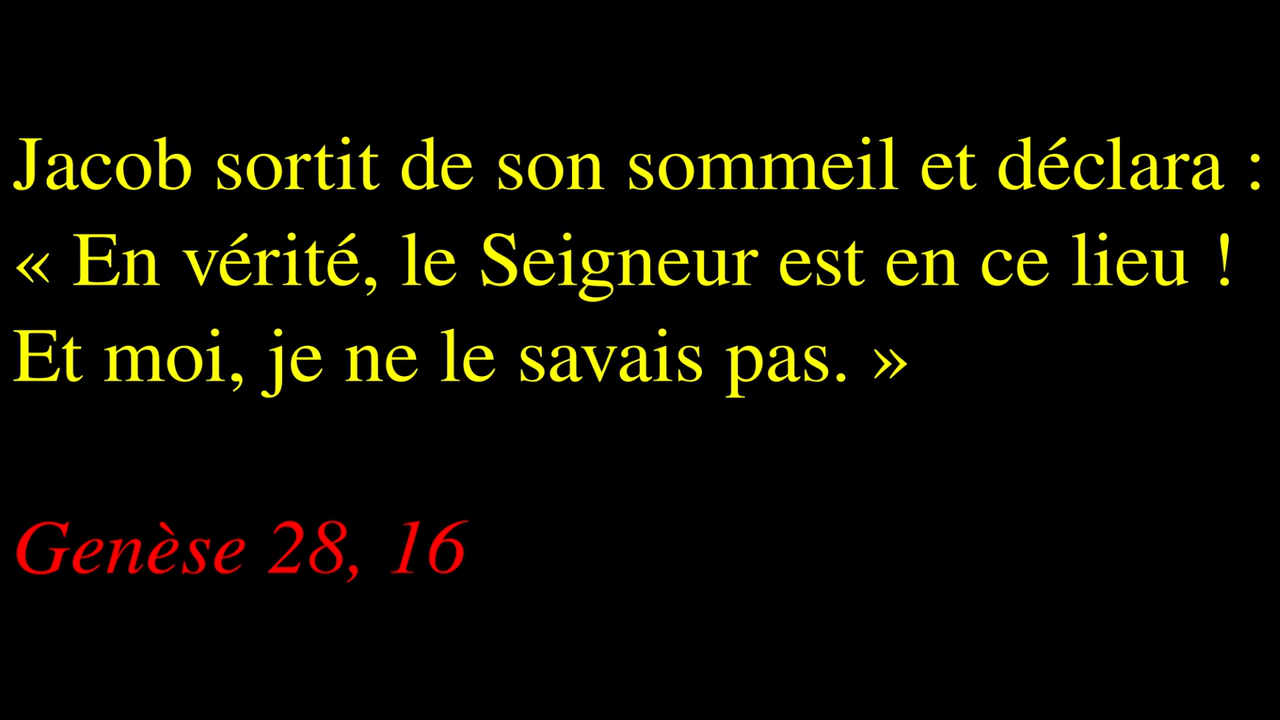 Jacob sortit de son sommeil et déclara :
« En vérité, le Seigneur est en ce lieu !
Et moi, je ne le savais pas. »
Genèse 28, 16